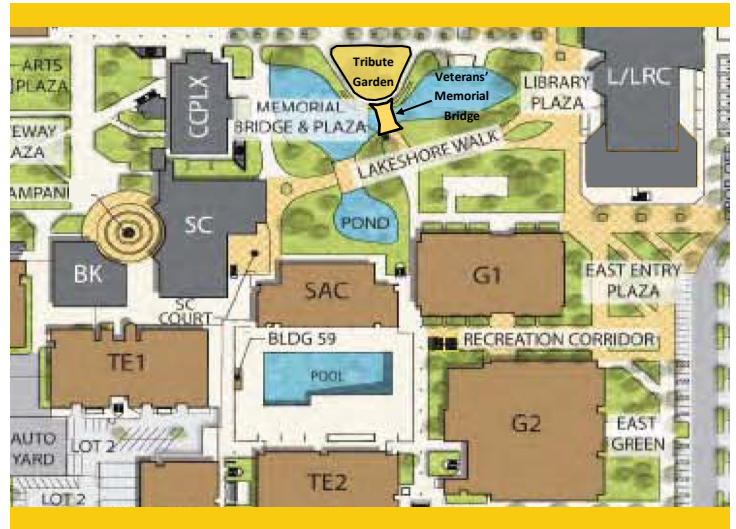 ARTS
PLAZA
CCPLX
Tribute
Garden
Veterans'
Memorial
Bridge
MEMORIAL
BRIDGE & PLAZA
LIBRARY
PLAZA
L/LRC
LAKESHORE WALK
EWAY
AZA
AMPANI
SC
POND
BK
SC
COURT
SAC
G1
EAST ENTRY
PLAZA
DROP OFF
TE1
BLDG 59
RECREATION CORRIDOR
POOL
G2
EAST
GREEN
AUTO
YARD
LOT 2
LOT 2
TE2